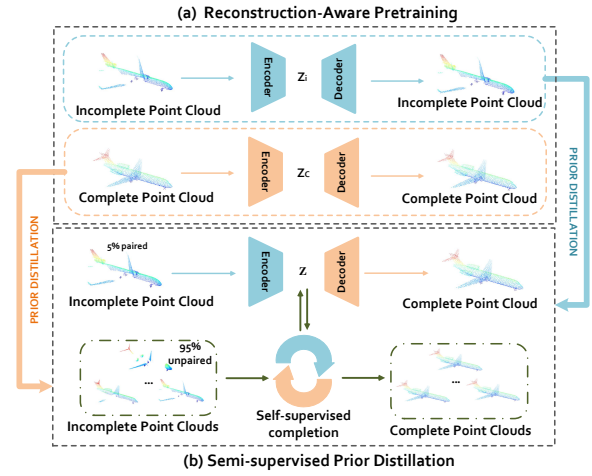 (a) Reconstruction-Aware Pretraining
Encoder
Zi
Decoder
Incomplete Point Cloud
Incomplete Point Cloud
Encoder
Zc
Decoder
Complete Point Cloud
Complete Point Cloud
PRIOR DISTILLATION
PRIOR DISTILLATION
5% paired
Encoder
Z
Decoder
Incomplete Point Cloud
Complete Point Cloud
95%
unpaired
...
...
Self-supervised
completion
Incomplete Point Clouds
Complete Point Clouds
(b) Semi-supervised Prior Distillation